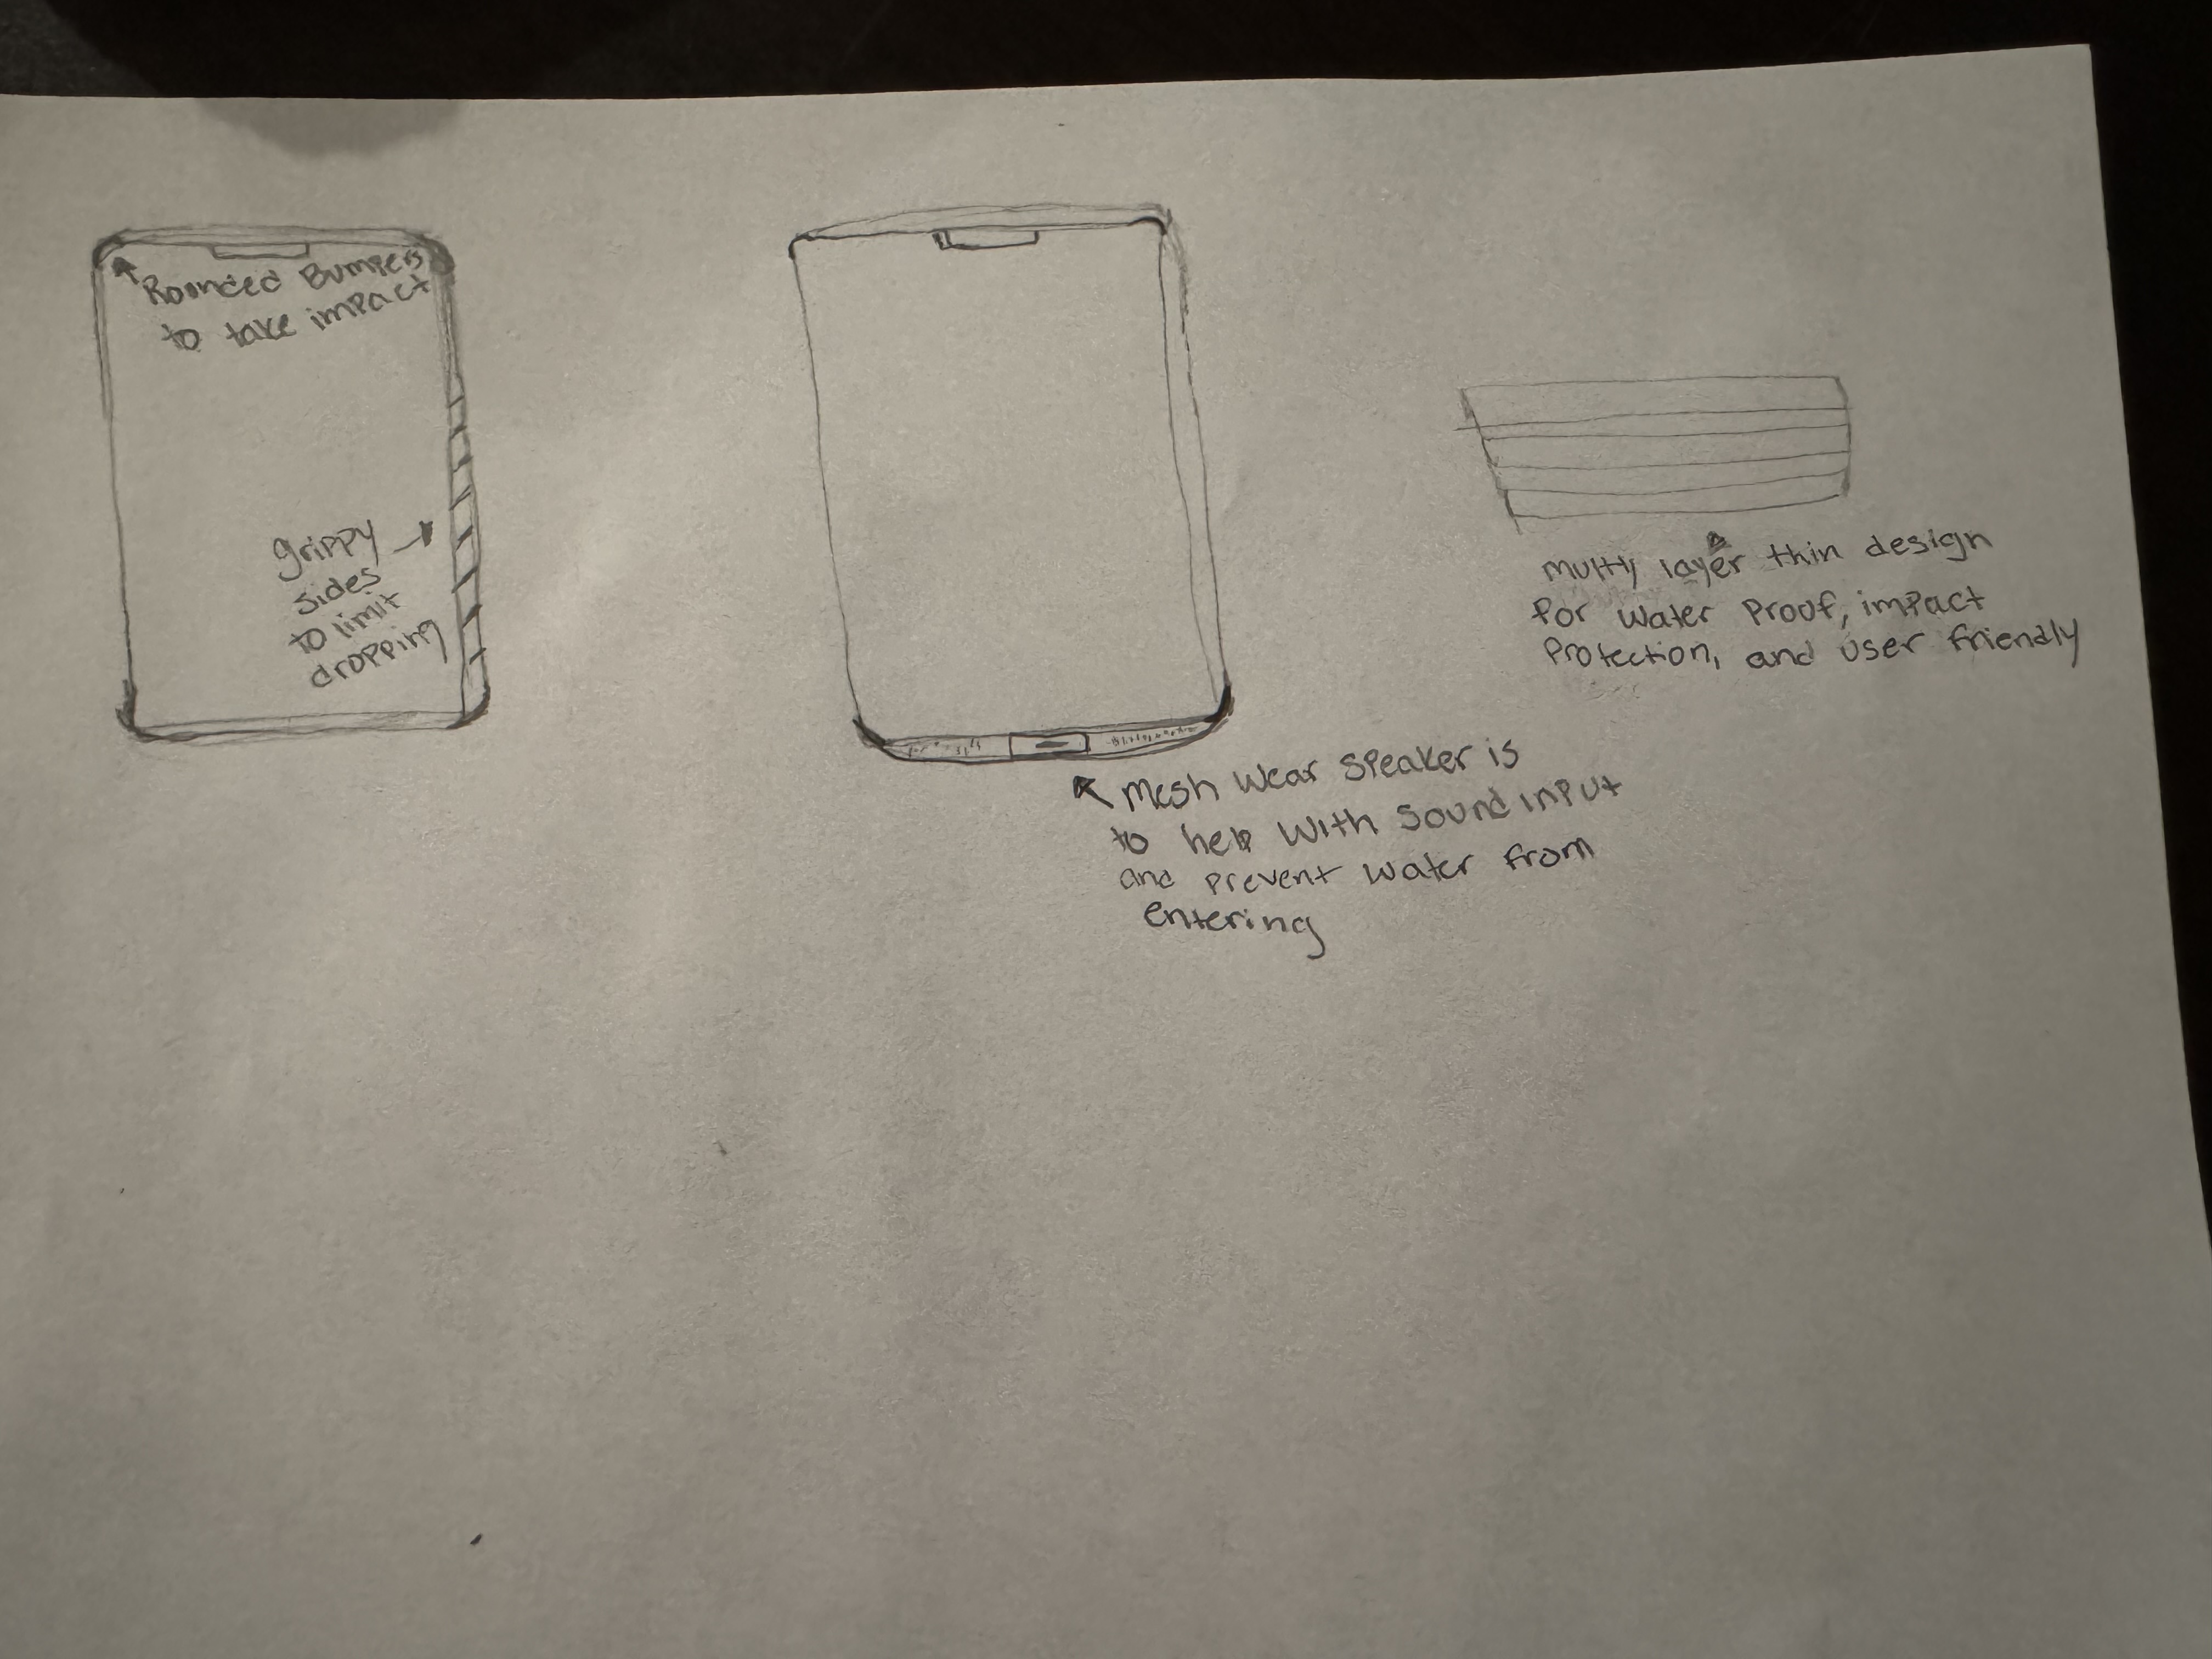 Rounded Bumpers
to take impact
grippy
sides
to limit
dropping
mesh wear speaker is
to help with sound input
and prevent water from
entering
multy layer thin design
for water proof, impact
protection, and user friendly